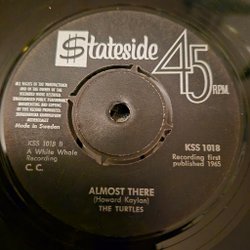 $tateside
45
RPM
ALL RIGHTS OF THE MANUFACTURER
AND OF THE OWNER OF THE
RECORDED WORK RESERVED
UNAUTHORISED PUBLIC PERFORMANCE
BROADCASTING AND COPYING
OF THIS RECORD PROHIBITED
Made in Sweden
KSS 1018 B
A White Whale
Recording
C. C.
KSS 1018
Recording first
published 1965
ALMOST THERE
(Howard Kaylan)
THE TURTLES